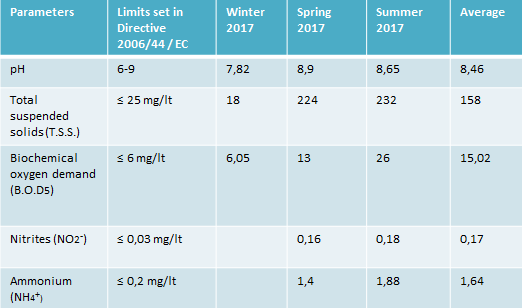 Parameters Limits set in Directive 2006/44 / EC Winter 2017 Spring 2017 Summer 2017 Average
pH 6-9 7,82 8,9 8,65 8,46
Total suspended solids (T.S.S.) ≤ 25 mg/lt 18 224 232 158
Biochemical oxygen demand (B.O.D5) ≤ 6 mg/lt 6,05 13 26 15,02
Nitrites (NO2-) ≤ 0,03 mg/lt 0,16 0,18 0,17
Ammonium (NH4+) ≤ 0,2 mg/lt 1,4 1,88 1,64